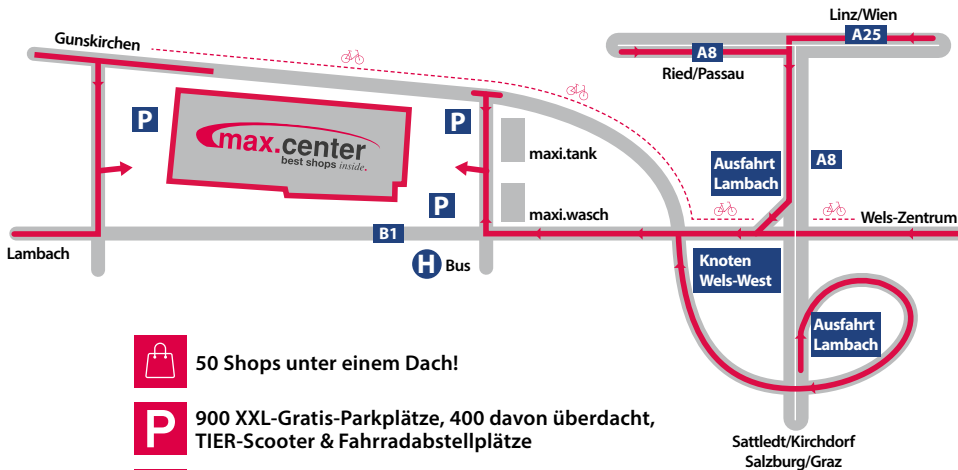 Linz/Wien
A25
A8
Ried/Passau
Gunskirchen
P
P
max.center
best shops inside.
maxi.tank
Ausfahrt
Lambach
A8
P
maxi.wasch
Wels-Zentrum
B1
Lambach
H Bus
Knoten
Wels-West
Ausfahrt
Lambach
50 Shops unter einem Dach!
P
900 XXL-Gratis-Parkplätze, 400 davon überdacht,
TIER-Scooter & Fahrradabstellplätze
Sattledt/Kirchdorf
Salzburg/Graz